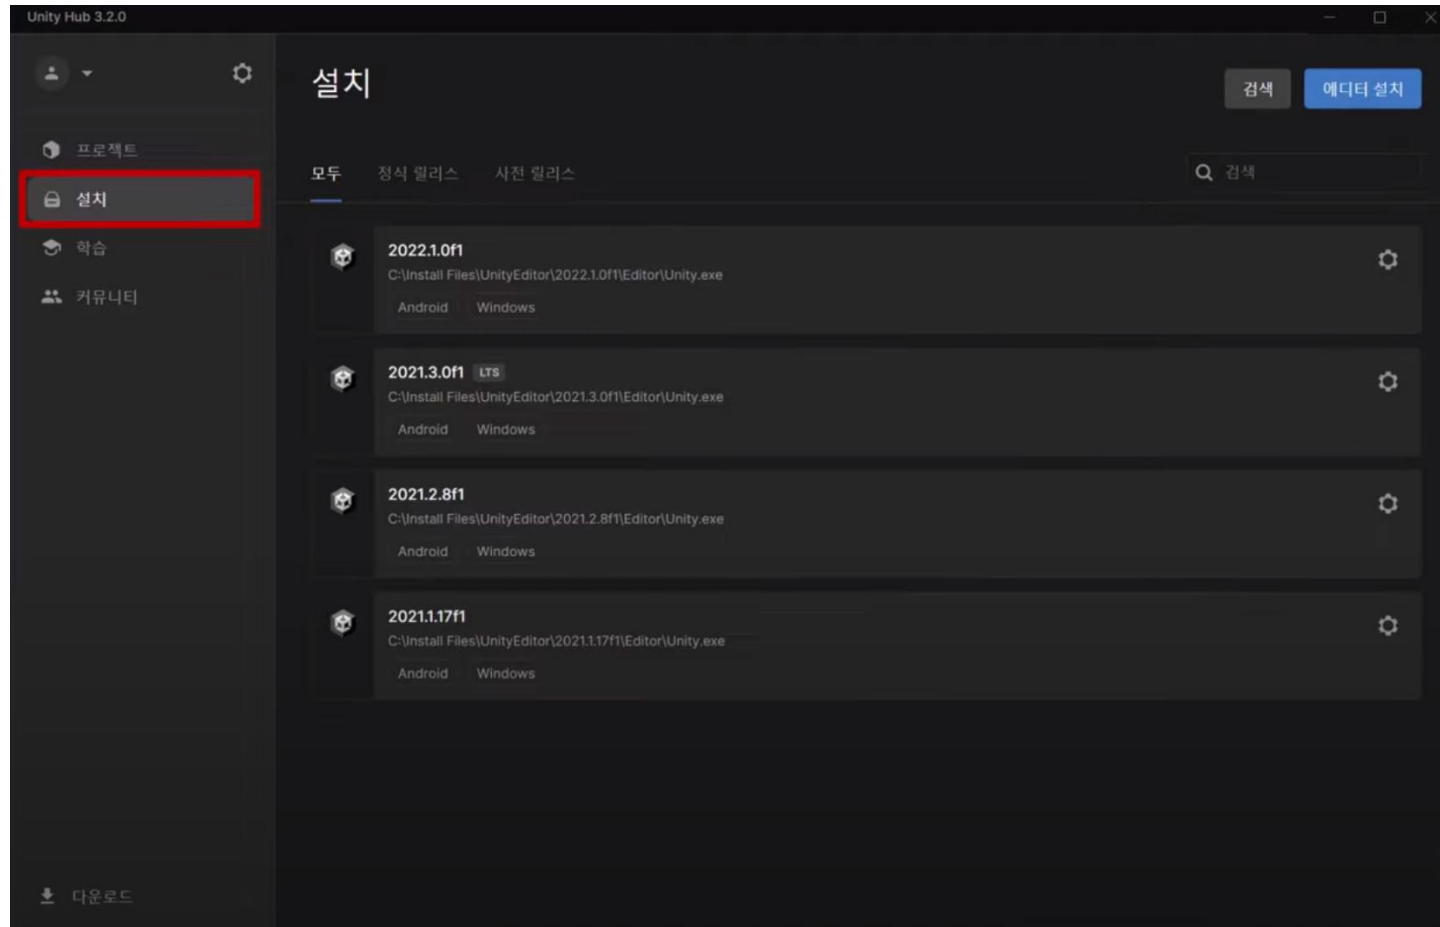 Unity Hub 3.2.0
설치
검색
에디터 설치
프로젝트
설치
학습
커뮤니티
모두
정식 릴리스
사전 릴리스
검색
2022.1.0f1
C:\Install Files\UnityEditor\2022.1.0f1\Editor\Unity.exe
Android Windows
2021.3.0f1 LTS
C:\Install Files\UnityEditor\2021.3.0f1\Editor\Unity.exe
Android Windows
2021.2.8f1
C:\Install Files\UnityEditor\2021.2.8f1\Editor\Unity.exe
Android Windows
2021.1.17f1
C:\Install Files\UnityEditor\2021.1.17f1\Editor\Unity.exe
Android Windows
다운로드